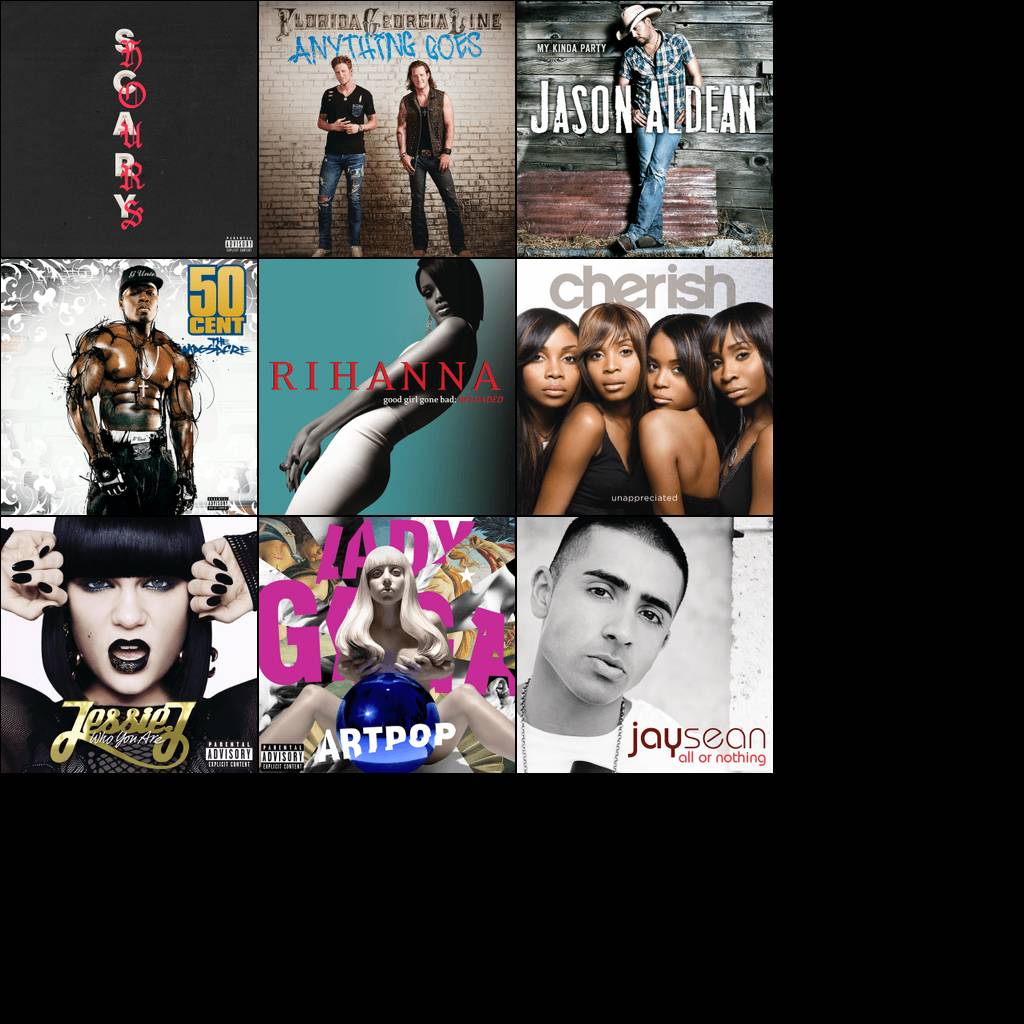 SCARY
HOURS
PARENTAL
ADVISORY
EXPLICIT CONTENT
FLORIDA GEORGIA LINE
ANYTHING GOES
MY KINDA PARTY
JASON ALDEAN
G Unit
50
CENT
THE
MASSACRE
PARENTAL
ADVISORY
EXPLICIT CONTENT
RIHANNA
good girl gone bad: RELOADED
cherish
unappreciated
Jessie J
Who You Are
PARENTAL
ADVISORY
EXPLICIT CONTENT
LADY
GAGA
ARTPOP
PARENTAL
ADVISORY
EXPLICIT CONTENT
jaysean
all or nothing